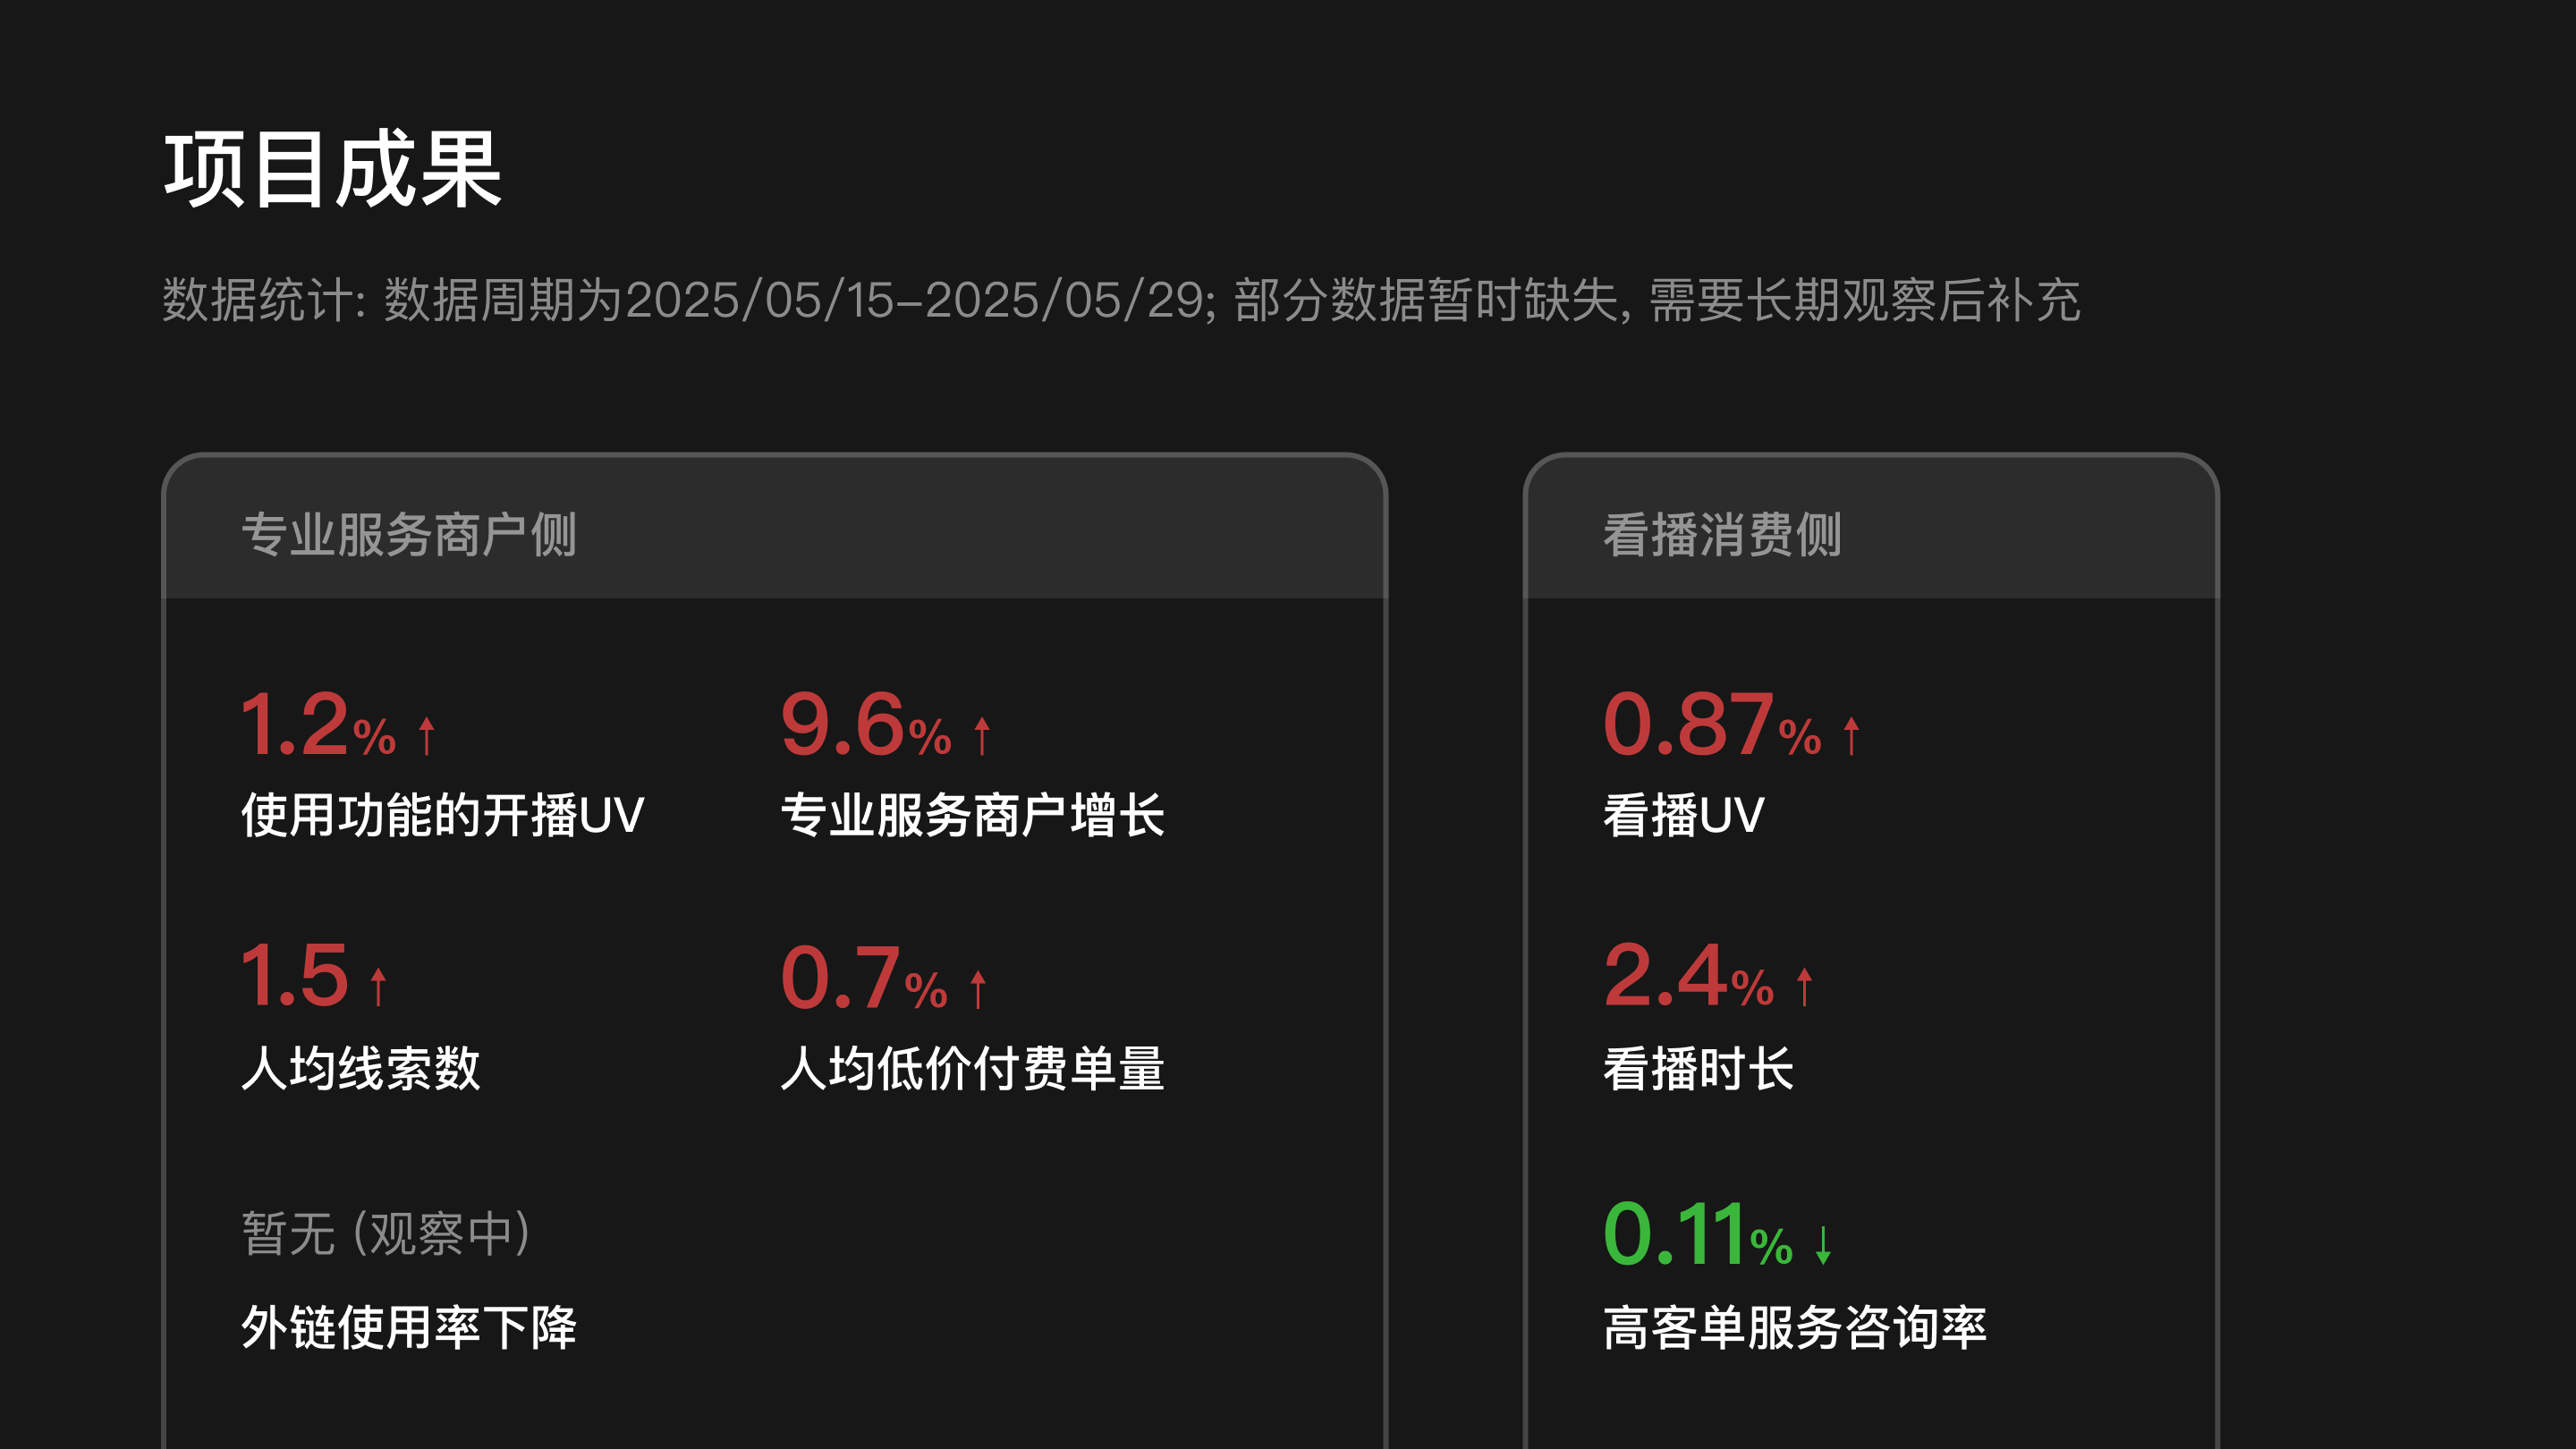 项目成果
数据统计: 数据周期为2025/05/15–2025/05/29; 部分数据暂时缺失, 需要长期观察后补充
专业服务商户侧
1.2% ↑
使用功能的开播UV
9.6% ↑
专业服务商户增长
1.5 ↑
人均线索数
0.7% ↑
人均低价付费单量
暂无 (观察中)
外链使用率下降
看播消费侧
0.87% ↑
看播UV
2.4% ↑
看播时长
0.11% ↓
高客单服务咨询率